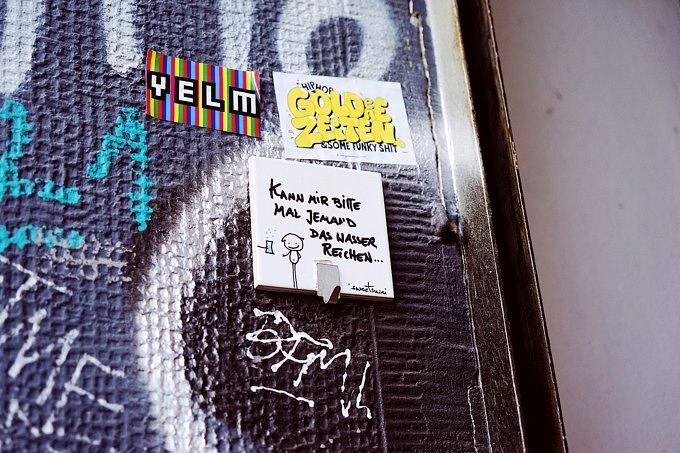 YELM
HIPHOP
GOLDENE
ZEITEN
& SOME FUNKY SHIT
KANN MIR BITTE
MAL JEMAND
DAS WASSER
REICHEN...